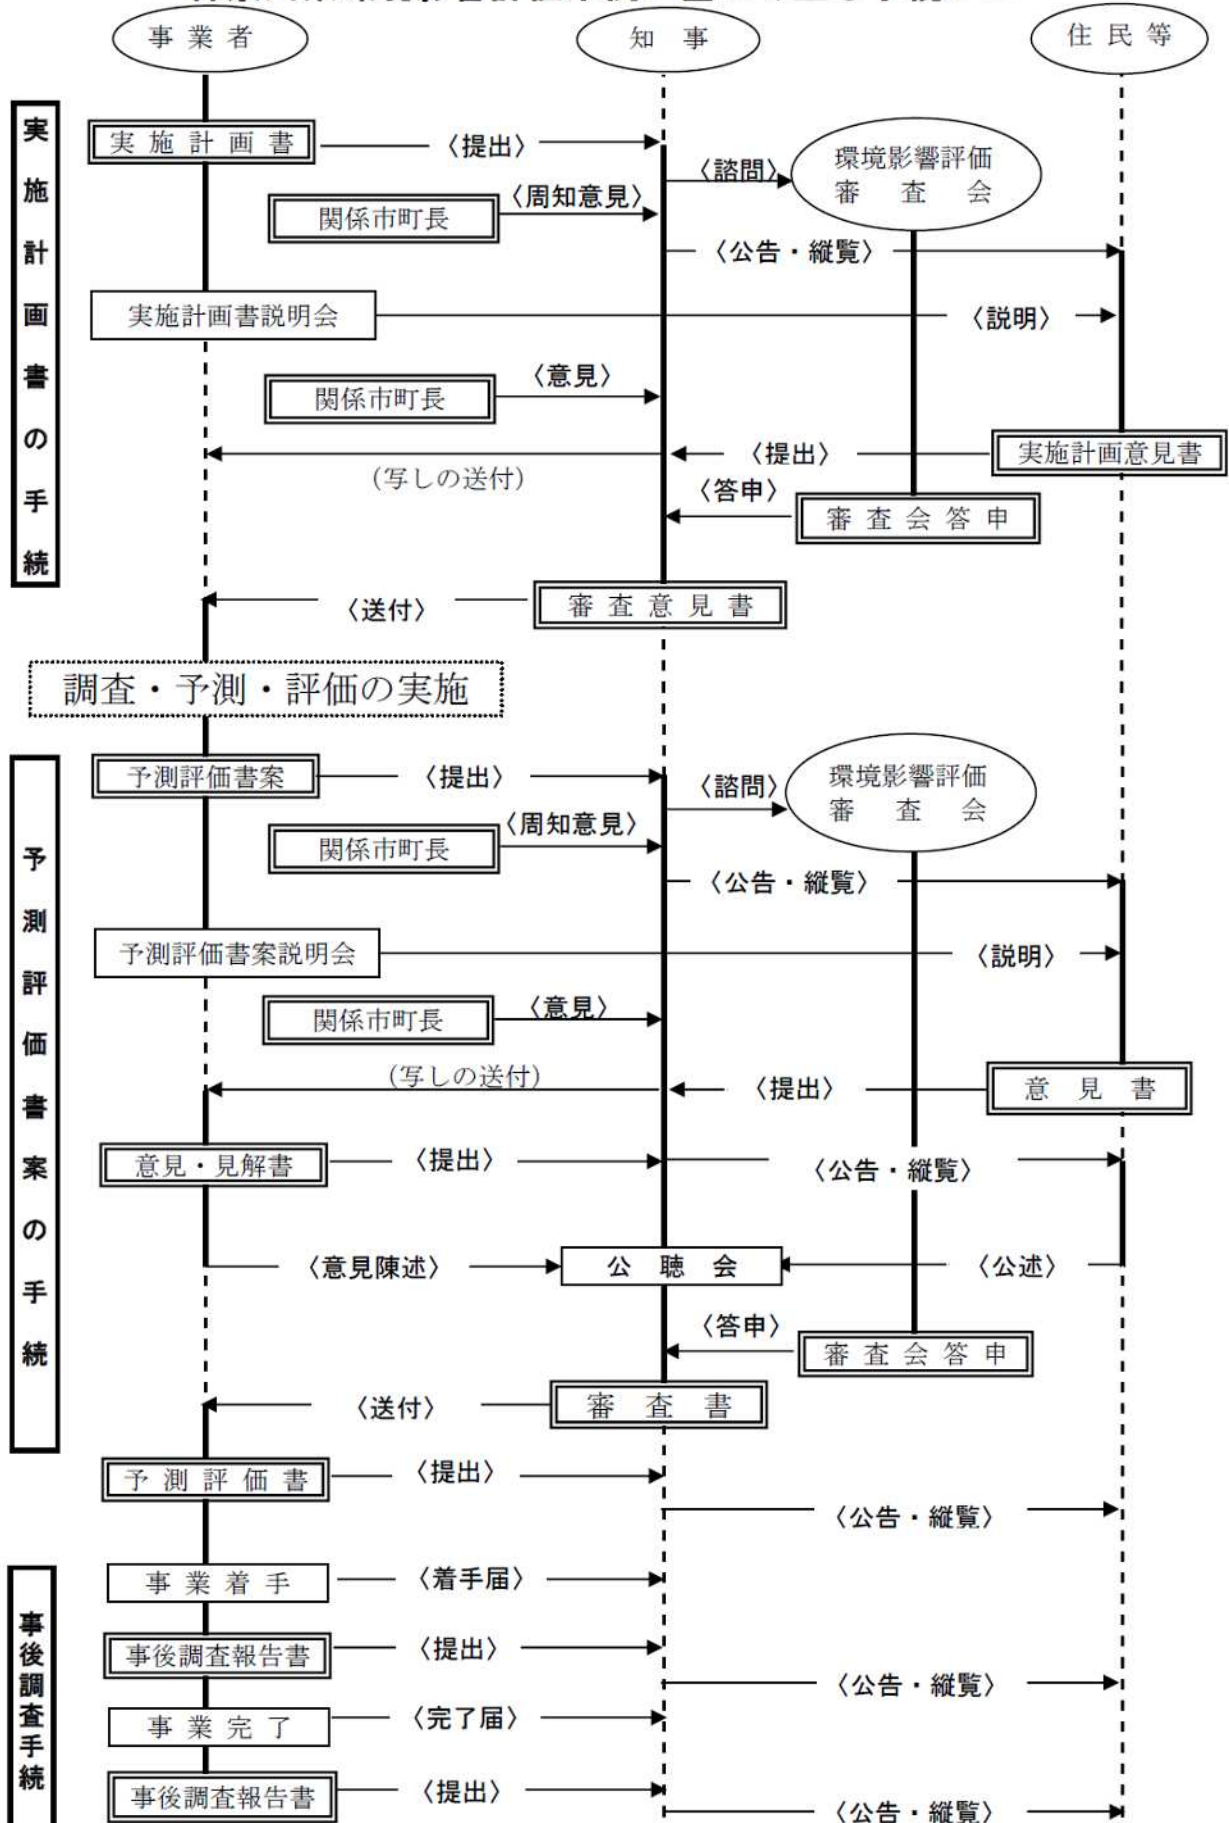 事業者
知事
住民等
実施計画書の手続
実施計画書
〈提出〉
〈諮問〉
環境影響評価
審査会
関係市町長
〈周知意見〉
〈公告・縦覧〉
実施計画書説明会
〈説明〉
関係市町長
〈意見〉
実施計画意見書
〈提出〉
(写しの送付)
〈答申〉
審査会答申
審査意見書
〈送付〉
調査・予測・評価の実施
予測評価書案の手続
予測評価書案
〈提出〉
〈諮問〉
環境影響評価
審査会
関係市町長
〈周知意見〉
〈公告・縦覧〉
予測評価書案説明会
〈説明〉
関係市町長
〈意見〉
(写しの送付)
〈提出〉
意見書
意見・見解書
〈提出〉
〈公告・縦覧〉
〈意見陳述〉
公聴会
〈公述〉
〈答申〉
審査会答申
〈送付〉
審査書
予測評価書
〈提出〉
〈公告・縦覧〉
事後調査手続
事業着手
〈着手届〉
事後調査報告書
〈提出〉
〈公告・縦覧〉
事業完了
〈完了届〉
事後調査報告書
〈提出〉
〈公告・縦覧〉